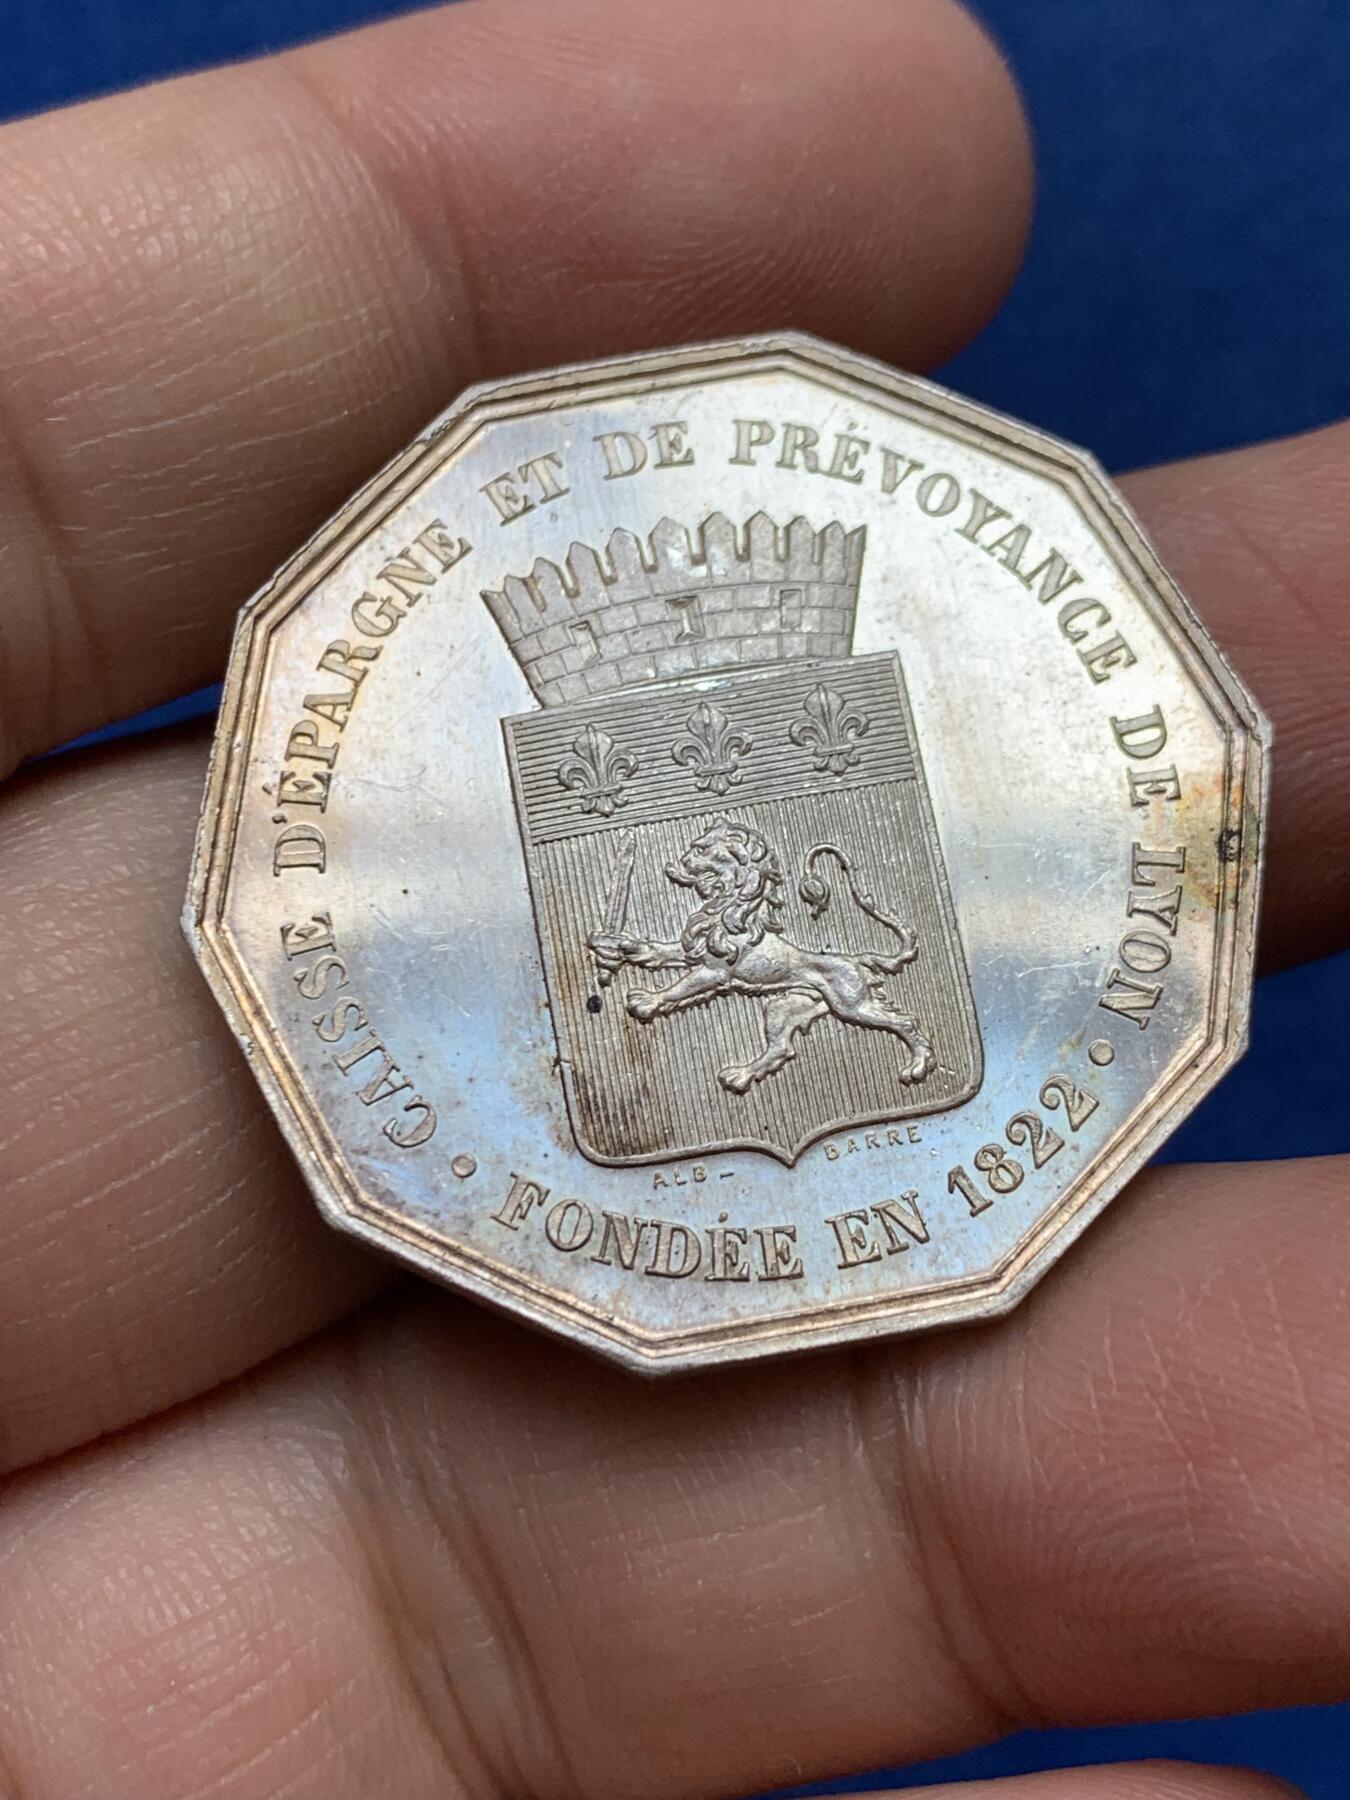 CAISSE D'ÉPARGNE ET DE PRÉVOYANCE DE LYON
• FONDÉE EN 1822 •
ALB - BARRE